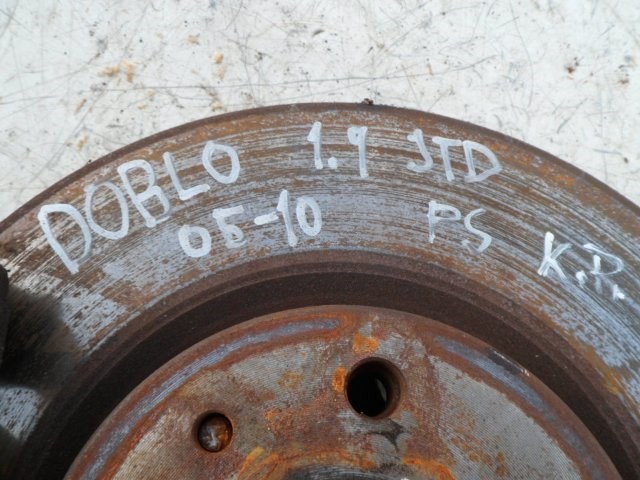 DOBLO 1.9 JTD
05-10 PS K.P.